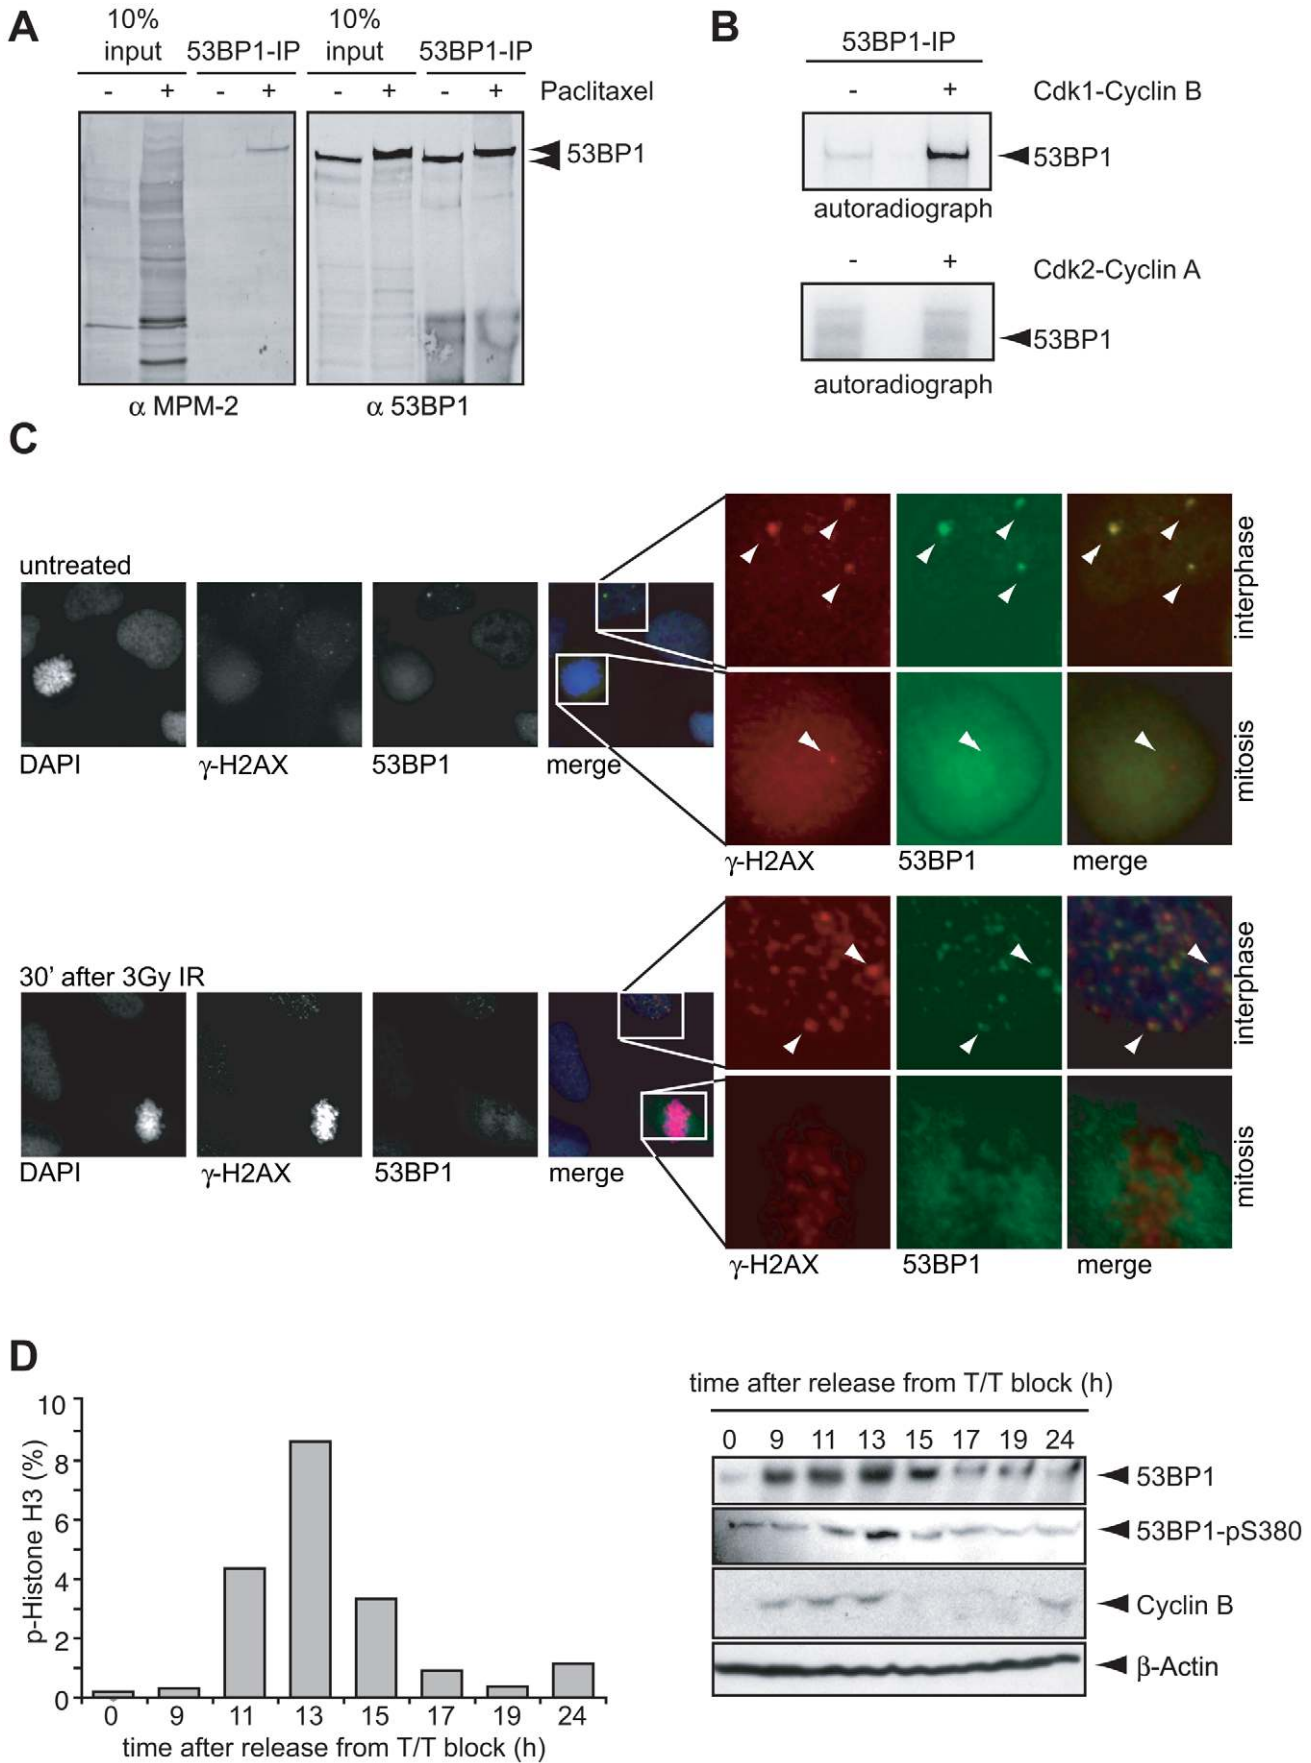 A
10% input
53BP1-IP
10% input
53BP1-IP
- + - + - + - + Paclitaxel
53BP1
α MPM-2
α 53BP1
B
53BP1-IP
- + Cdk1-Cyclin B
53BP1
autoradiograph
- + Cdk2-Cyclin A
53BP1
autoradiograph
C
untreated
DAPI
γ-H2AX
53BP1
merge
interphase
mitosis
γ-H2AX
53BP1
merge
30' after 3Gy IR
DAPI
γ-H2AX
53BP1
merge
interphase
mitosis
γ-H2AX
53BP1
merge
D
p-Histone H3 (%)
10
8
6
4
2
0
0 9 11 13 15 17 19 24
time after release from T/T block (h)
time after release from T/T block (h)
0 9 11 13 15 17 19 24
53BP1
53BP1-pS380
Cyclin B
β-Actin